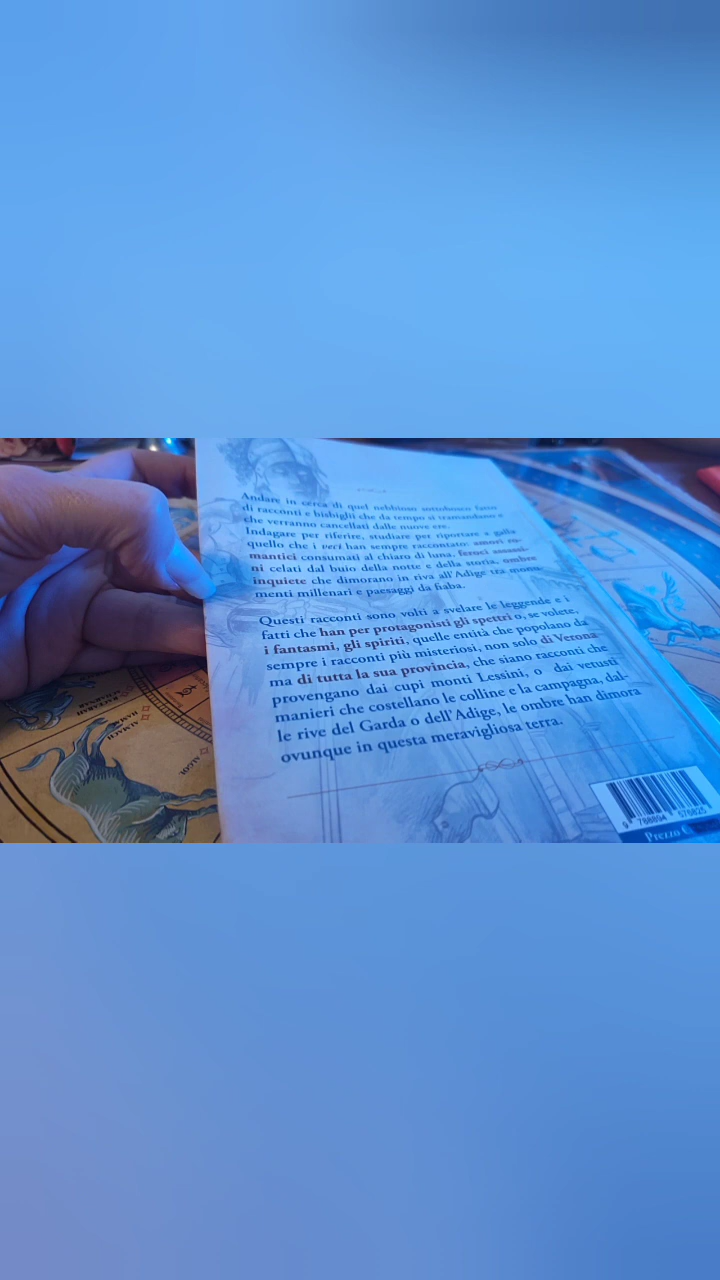 Andare in cerca di quel nebbioso sottobosco fatto
di racconti e bisbigli che da tempo si tramandano e
che verranno cancellati dalle nuove ere.
Indagare per riferire, studiare per riportare a galla
quello che i veri han sempre raccontato: amori ro-
mantici consumati al chiaro di luna, feroci assassi-
ni celati dal buio della notte e della storia, ombre
inquiete che dimorano in riva all'Adige tra monu-
menti millenari e paesaggi da fiaba.
Questi racconti sono volti a svelare le leggende e i
fatti che han per protagonisti gli spettri o, se volete,
i fantasmi, gli spiriti, quelle entità che popolano da
sempre i racconti più misteriosi, non solo di Verona
ma di tutta la sua provincia, che siano racconti che
provengano dai cupi monti Lessini, o dai vetusti
manieri che costellano le colline e la campagna, dal-
le rive del Garda o dell'Adige, le ombre han dimora
ovunque in questa meravigliosa terra.
Prezzo €
ALMACH
ALGOL